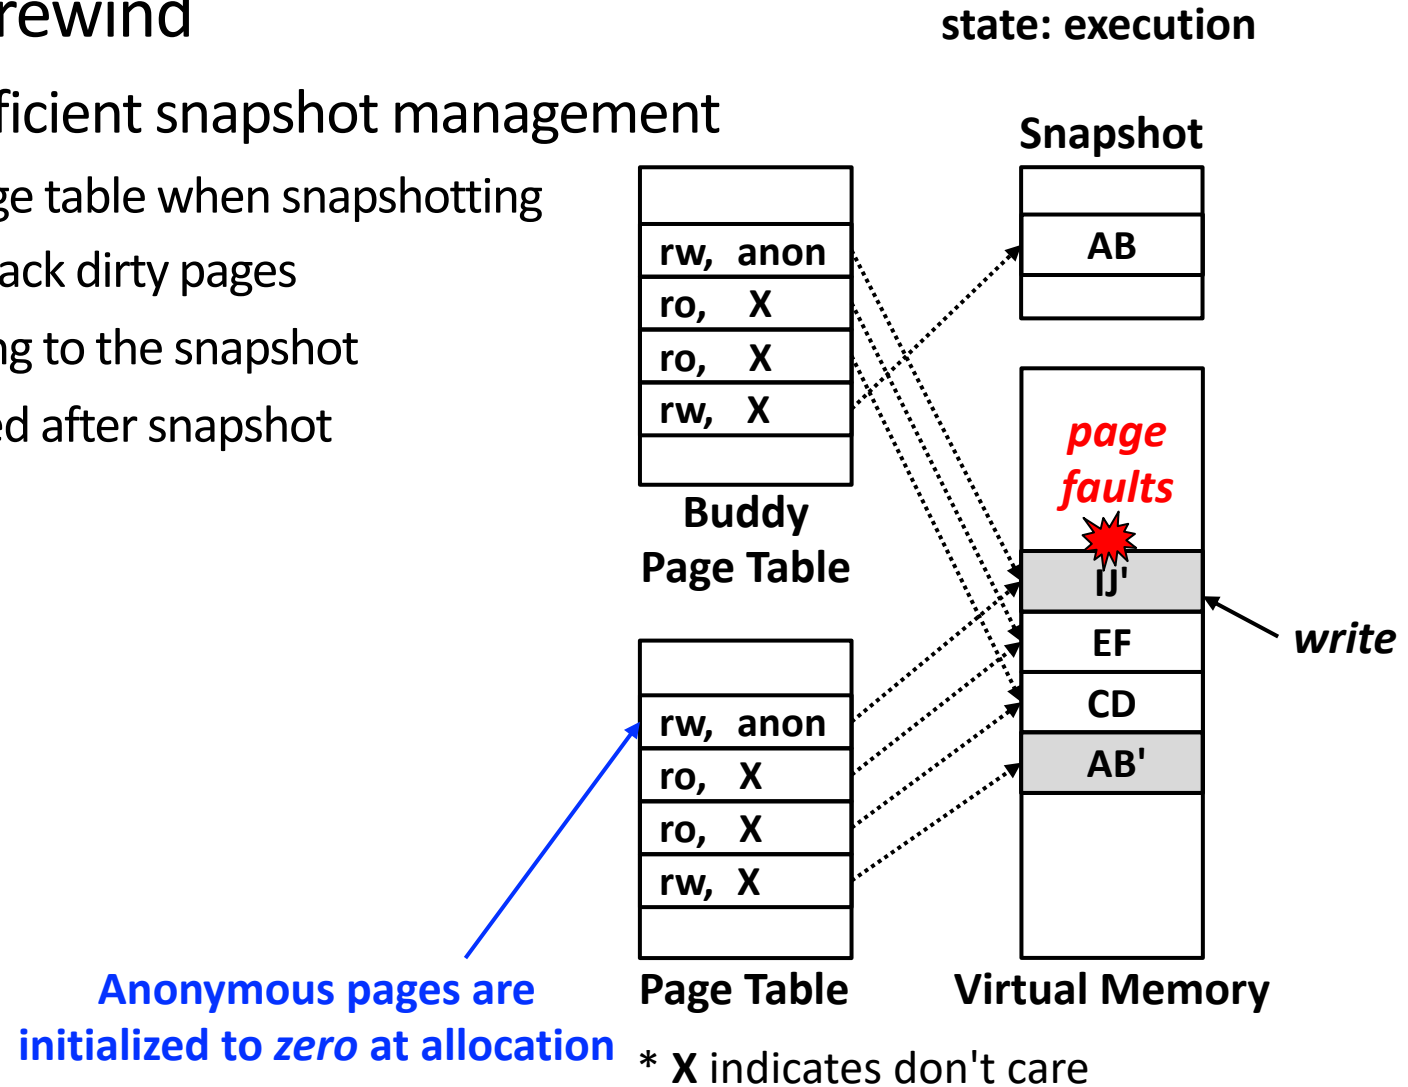 rewind
state: execution
ficient snapshot management
ge table when snapshotting
ack dirty pages
ng to the snapshot
ed after snapshot
rw, anon
ro, X
ro, X
rw, X
Buddy
Page Table
Snapshot
AB
page
faults
IJ'
EF
CD
AB'
write
rw, anon
ro, X
ro, X
rw, X
Page Table
Virtual Memory
Anonymous pages are
initialized to zero at allocation
* X indicates don't care